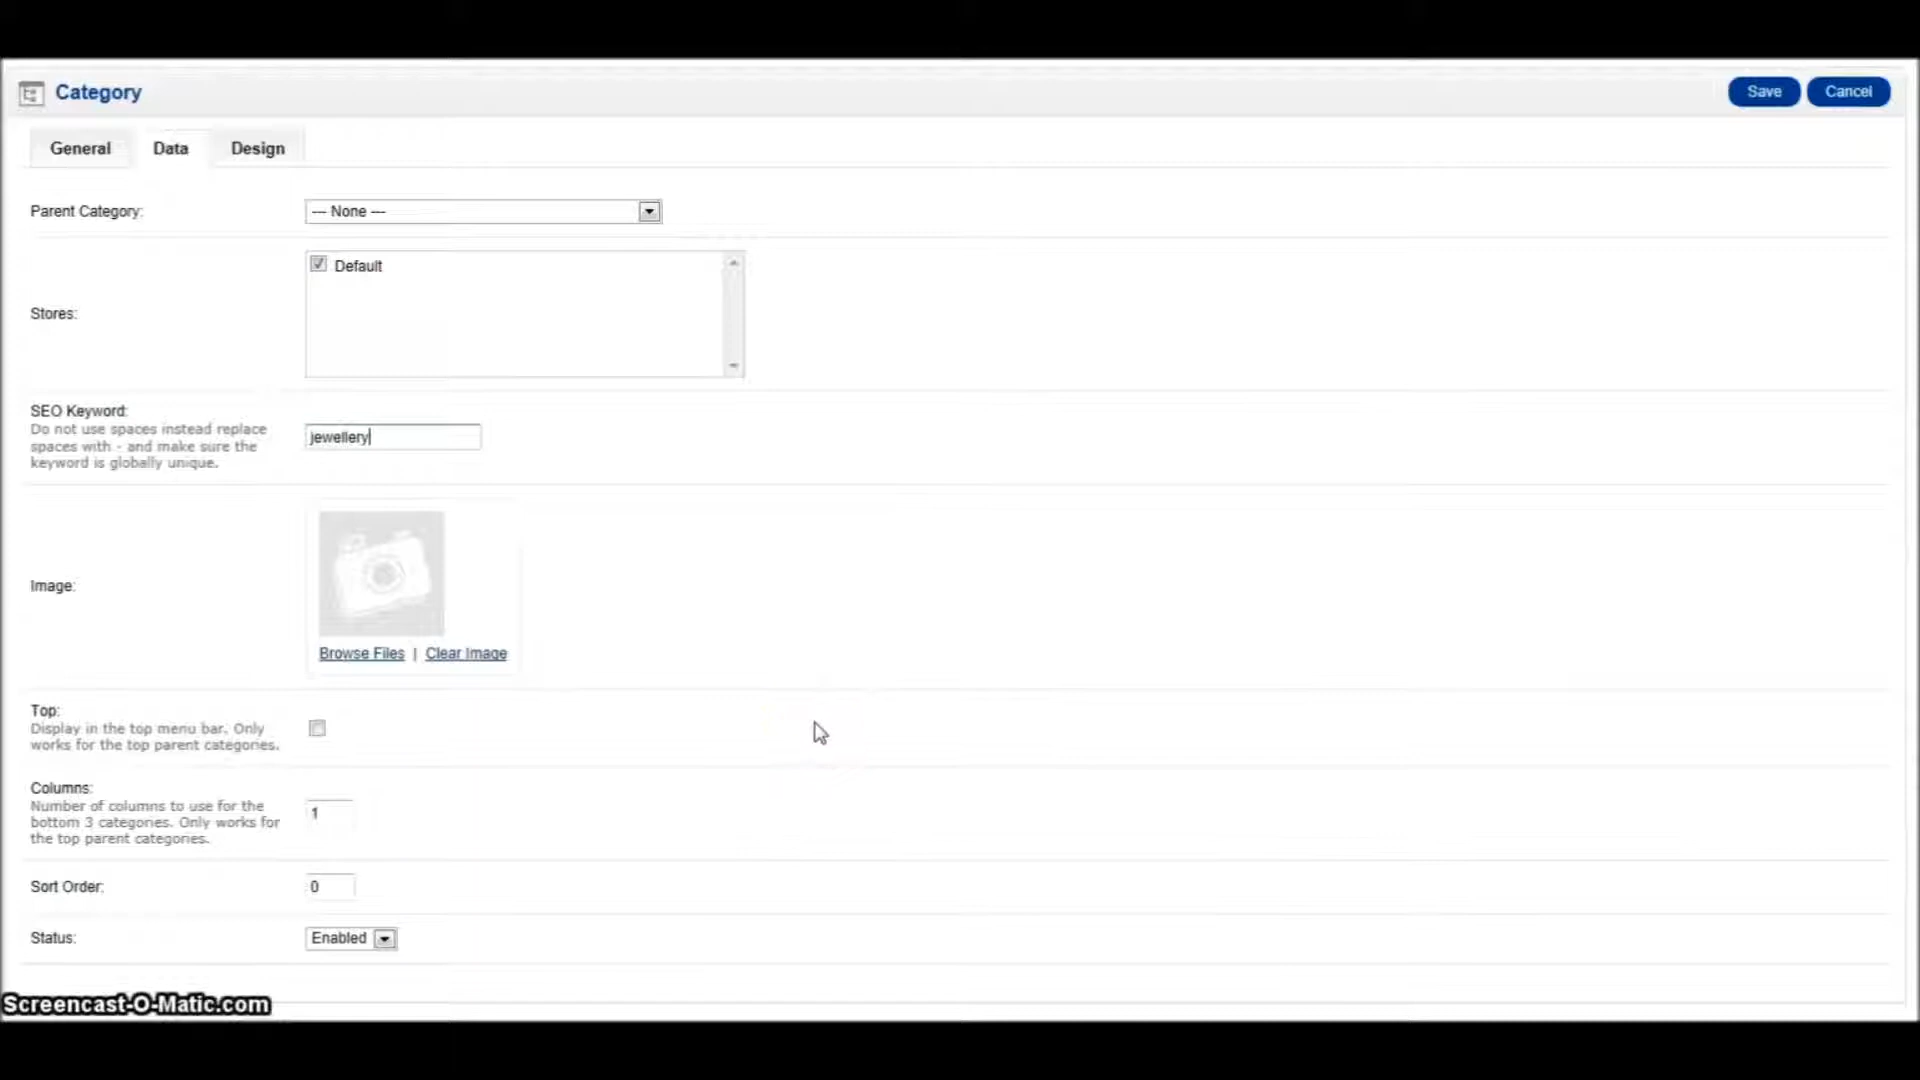 Category
Save
Cancel
General
Data
Design
Parent Category:
--- None ---
Stores:
Default
SEO Keyword:
Do not use spaces instead replace
spaces with - and make sure the
keyword is globally unique.
jewellery
Image:
Browse Files | Clear Image
Top:
Display in the top menu bar. Only
works for the top parent categories.
Columns:
Number of columns to use for the
bottom 3 categories. Only works for
the top parent categories.
1
Sort Order:
0
Status:
Enabled
Screencast-O-Matic.com